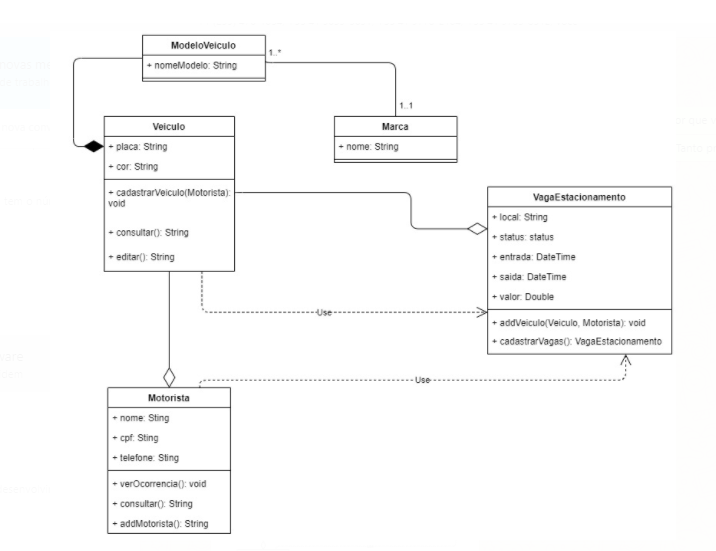 ModeloVeiculo
+ nomeModelo: String
1..*
1..1
Marca
+ nome: String
Veiculo
+ placa: String
+ cor: String
+ cadastrarVeiculo(Motorista):
void
+ consultar(): String
+ editar(): String
VagaEstacionamento
+ local: String
+ status: status
+ entrada: DateTime
+ saida: DateTime
+ valor: Double
+ addVeiculo(Veiculo, Motorista): void
+ cadastrarVagas(): VagaEstacionamento
Use
Use
Motorista
+ nome: Sting
+ cpf: Sting
+ telefone: Sting
+ verOcorrencia(): void
+ consultar(): String
+ addMotorista(): String